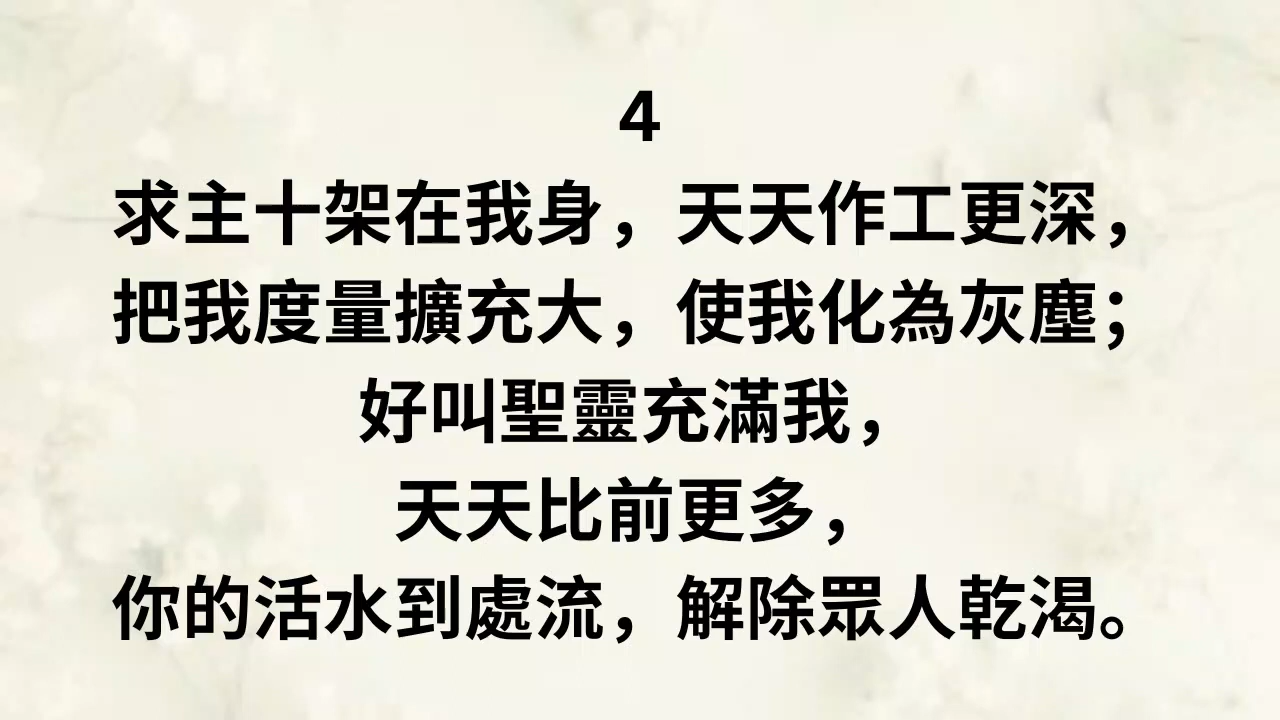 4
求主十架在我身，天天作工更深，
把我度量擴充大，使我化為灰塵；
好叫聖靈充滿我，
天天比前更多，
你的活水到處流，解除眾人乾渴。